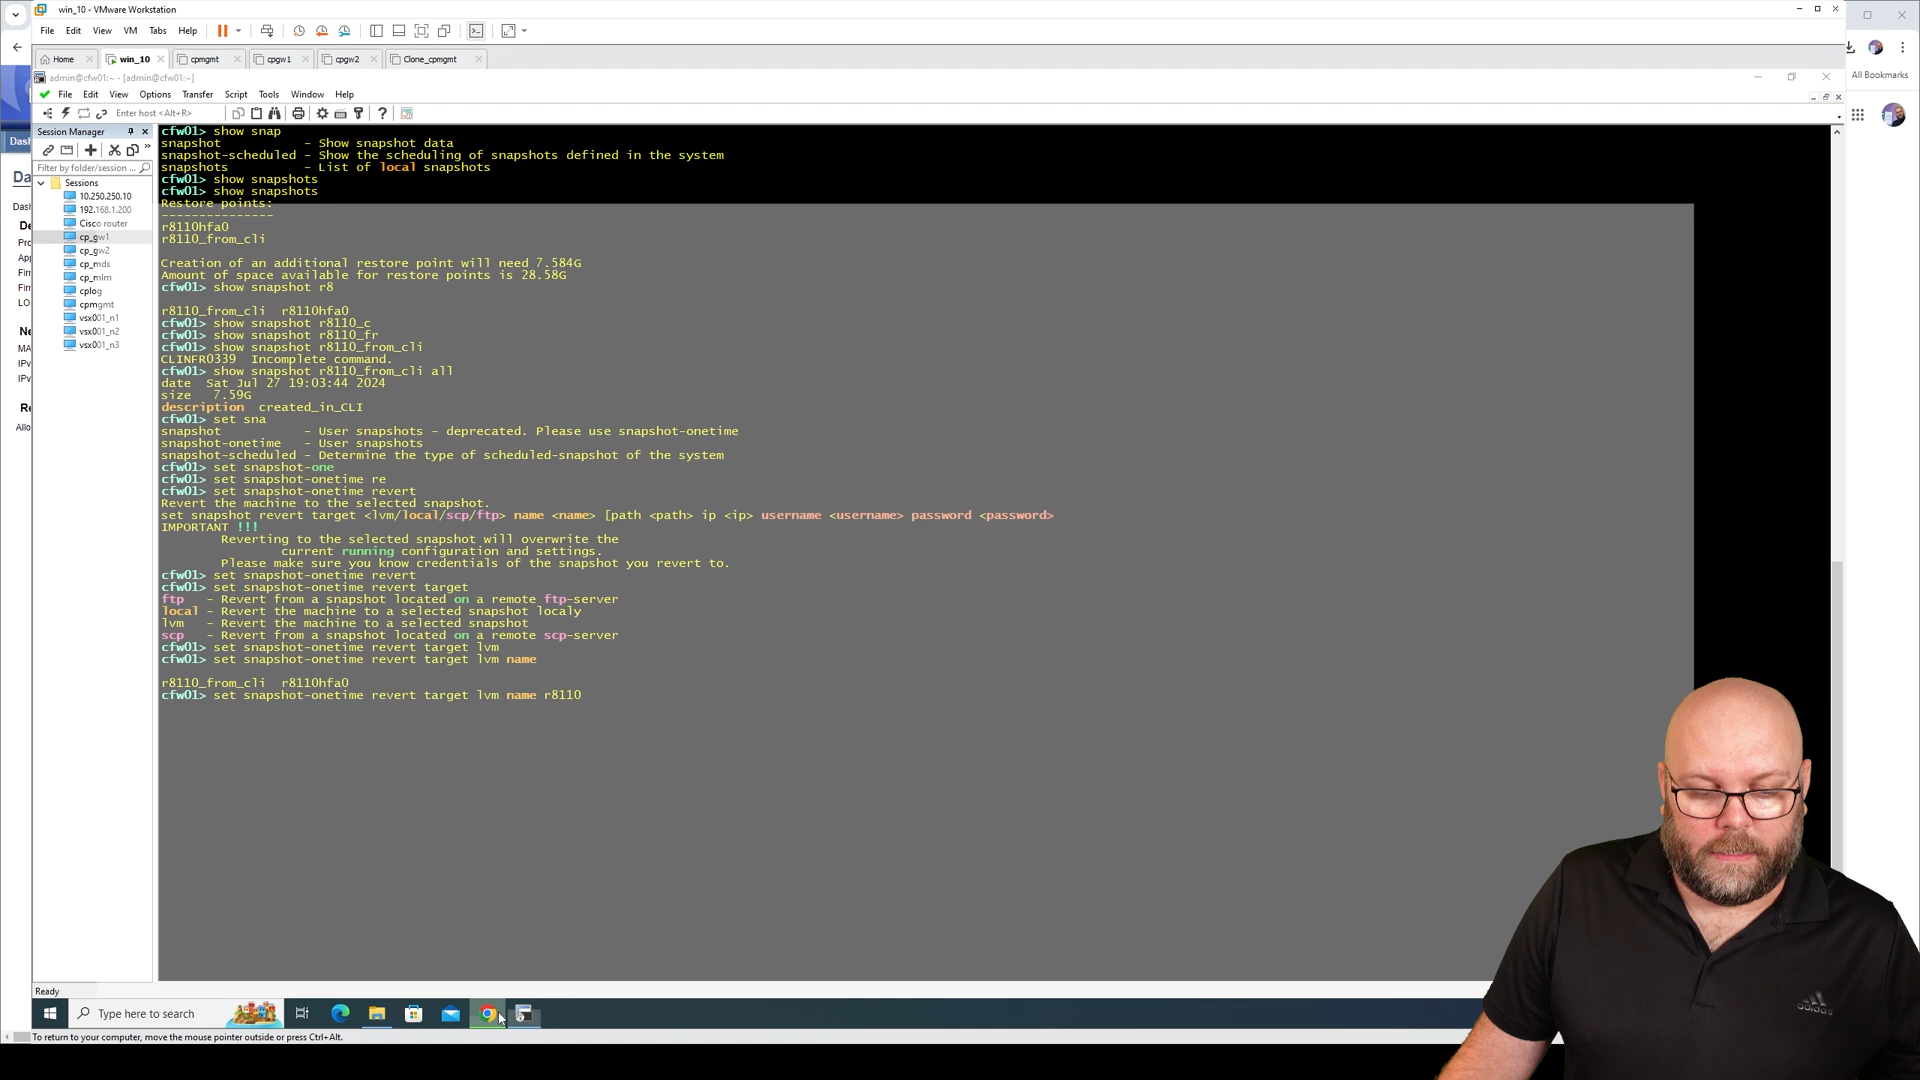 win_10 - VMware Workstation
File Edit View VM Tabs Help
Home win_10 cpmgmt cpgw1 cpgw2 Clone_cpmgmt
admin@cfw01:~ - [admin@cfw01:~]
All Bookmarks
File Edit View Options Transfer Script Tools Window Help
Enter host <Alt+R>
Session Manager
Filter by folder/session ...
Sessions
10.250.250.10
192.168.1.200
Cisco router
cp_gw1
cp_gw2
cp_mds
cp_mlm
cplog
cpmgmt
vsx001_n1
vsx001_n2
vsx001_n3
cfw01> show snap
snapshot - Show snapshot data
snapshot-scheduled - Show the scheduling of snapshots defined in the system
snapshots - List of local snapshots
cfw01> show snapshots
cfw01> show snapshots
Restore points:
---------------
r8110hfa0
r8110_from_cli
Creation of an additional restore point will need 7.584G
Amount of space available for restore points is 28.58G
cfw01> show snapshot r8
r8110_from_cli r8110hfa0
cfw01> show snapshot r8110_c
cfw01> show snapshot r8110_fr
cfw01> show snapshot r8110_from_cli
CLINFR0339 Incomplete command.
cfw01> show snapshot r8110_from_cli all
date Sat Jul 27 19:03:44 2024
size 7.59G
description created_in_CLI
cfw01> set sna
snapshot - User snapshots - deprecated. Please use snapshot-onetime
snapshot-onetime - User snapshots
snapshot-scheduled - Determine the type of scheduled-snapshot of the system
cfw01> set snapshot-one
cfw01> set snapshot-onetime re
cfw01> set snapshot-onetime revert
Revert the machine to the selected snapshot.
set snapshot revert target <lvm/local/scp/ftp> name <name> [path <path> ip <ip> username <username> password <password>
IMPORTANT !!!
Reverting to the selected snapshot will overwrite the
current running configuration and settings.
Please make sure you know credentials of the snapshot you revert to.
cfw01> set snapshot-onetime revert
cfw01> set snapshot-onetime revert target
ftp - Revert from a snapshot located on a remote ftp-server
local - Revert the machine to a selected snapshot localy
lvm - Revert the machine to a selected snapshot
scp - Revert from a snapshot located on a remote scp-server
cfw01> set snapshot-onetime revert target lvm
cfw01> set snapshot-onetime revert target lvm name
r8110_from_cli r8110hfa0
cfw01> set snapshot-onetime revert target lvm name r8110
Ready
Type here to search
To return to your computer, move the mouse pointer outside or press Ctrl+Alt.
adidas